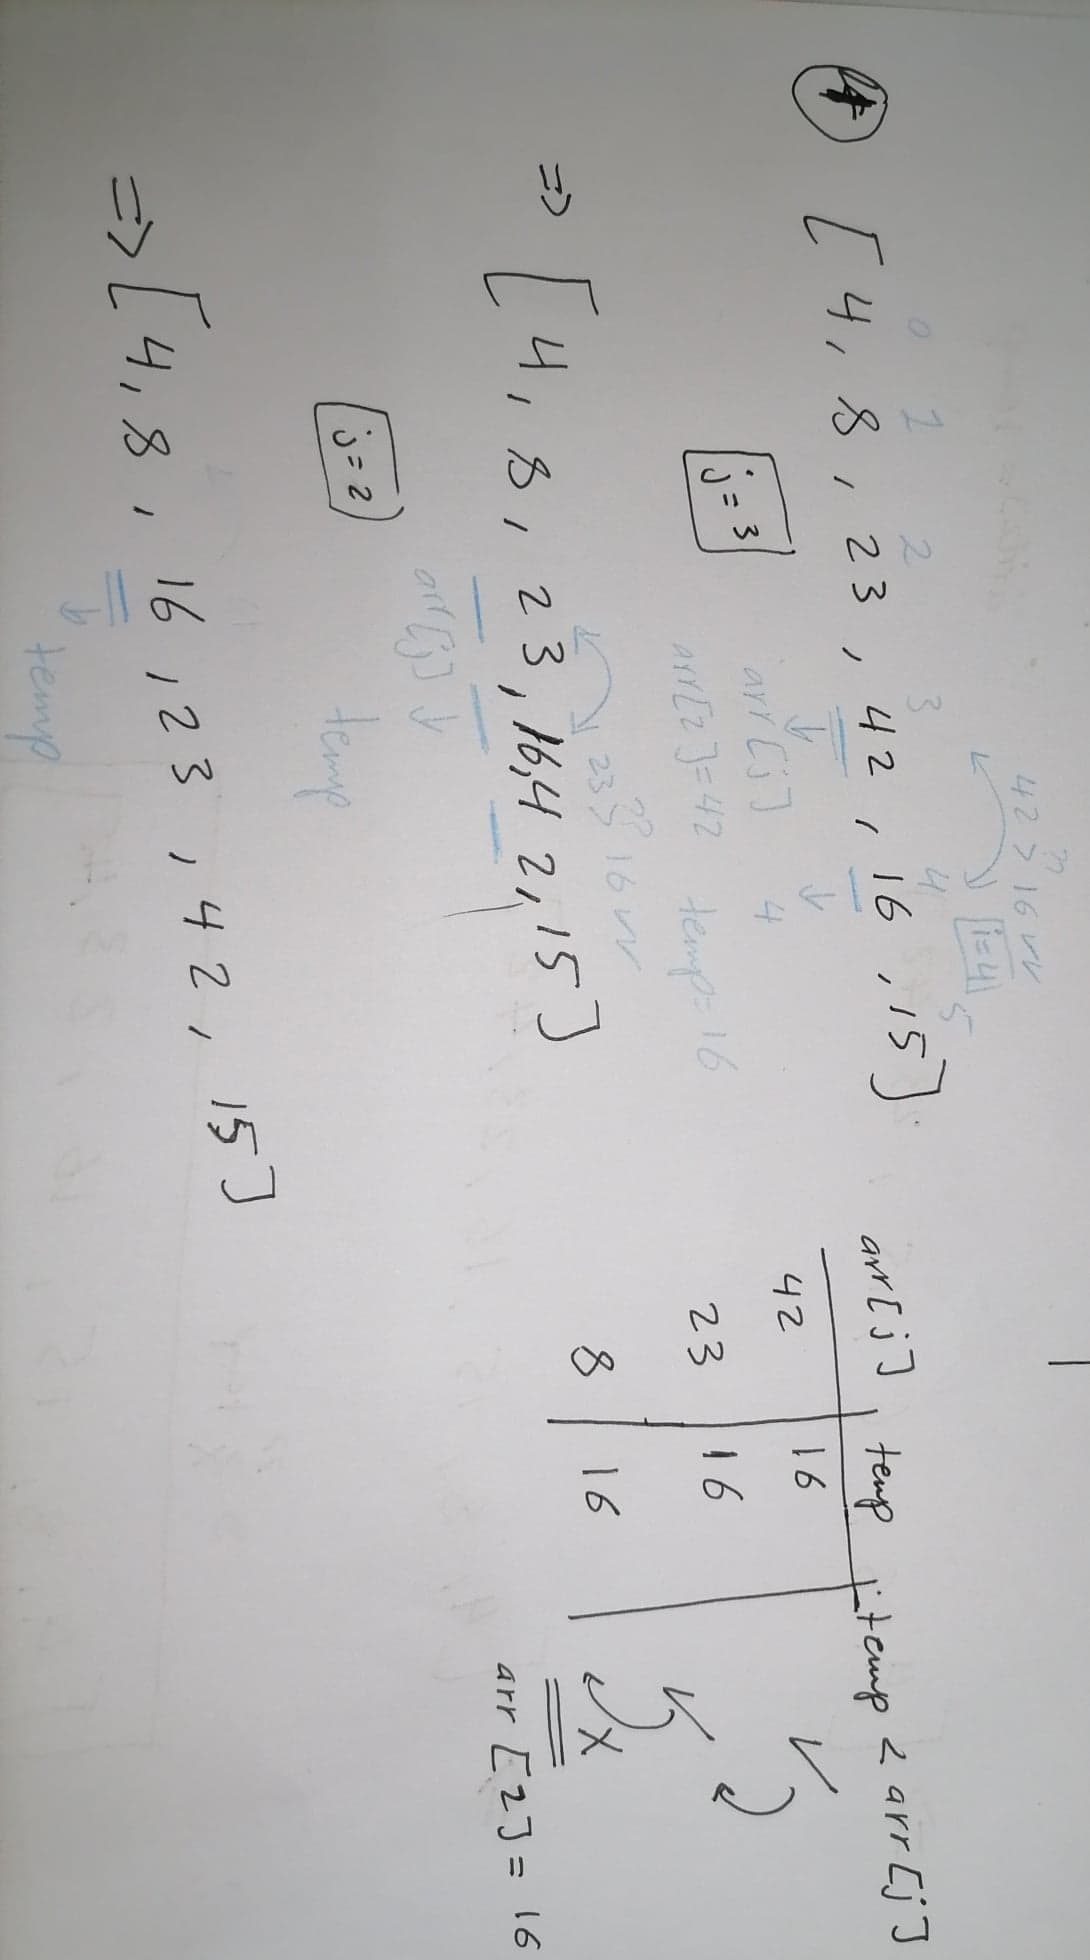 42 > 16
i=4
0 1 2 3 4 5
④ [ 4, 8, 23, 42, 16, 15]
arr[j] 4
j=3
arr[2]=42 temp=16
23 > 16
=> [ 4, 8, 23, 16, 42, 15]
arr[j]
j=2
temp
=> [4, 8, 16, 23, 42, 15]
temp
arr[j] temp temp < arr[j]
42 16 ✓
23 16 ✓
8 16 x
arr [2] = 16